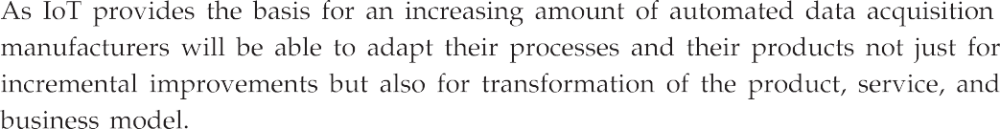 As IoT provides the basis for an increasing amount of automated data acquisition
manufacturers will be able to adapt their processes and their products not just for
incremental improvements but also for transformation of the product, service, and
business model.